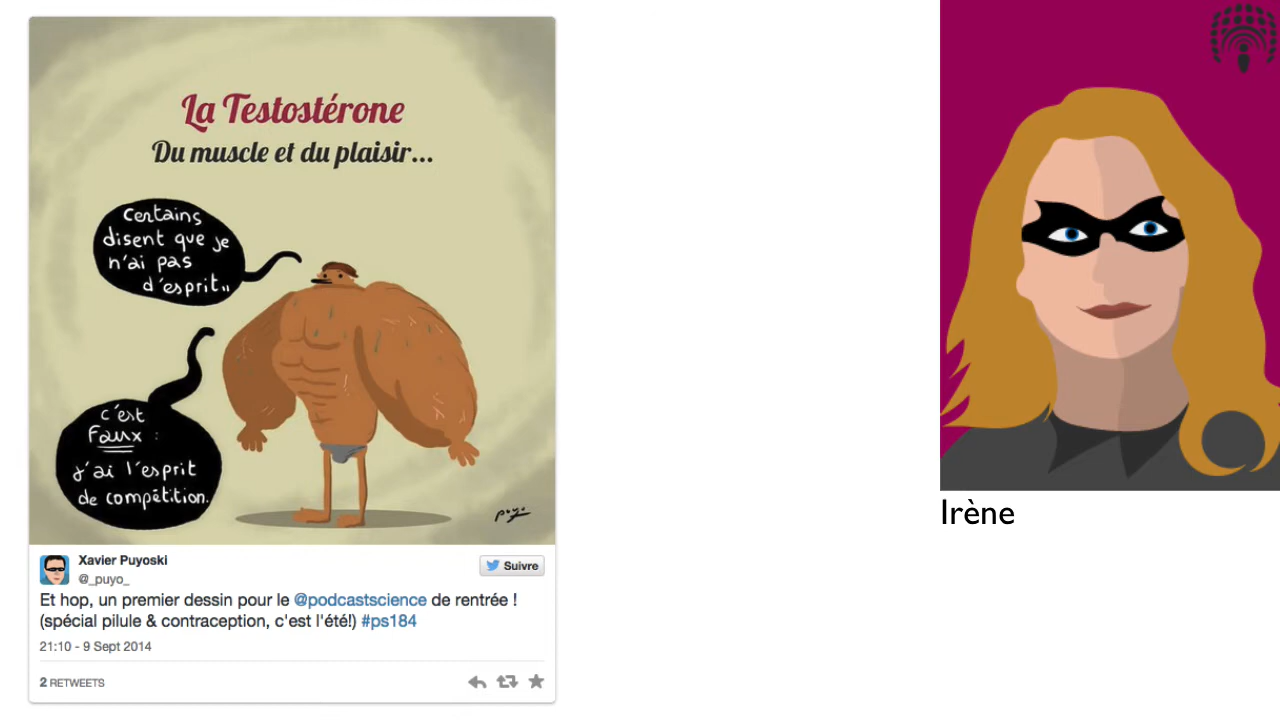 La Testostérone
Du muscle et du plaisir...
Certains
disent que je
n'ai pas
d'esprit..
c'est
Faux :
j'ai l'esprit
de compétition.
puyo
Xavier Puyoski
@_puyo_
Suivre
Et hop, un premier dessin pour le @podcastscience de rentrée !
(spécial pilule & contraception, c'est l'été!) #ps184
21:10 - 9 Sept 2014
2 RETWEETS
Irène